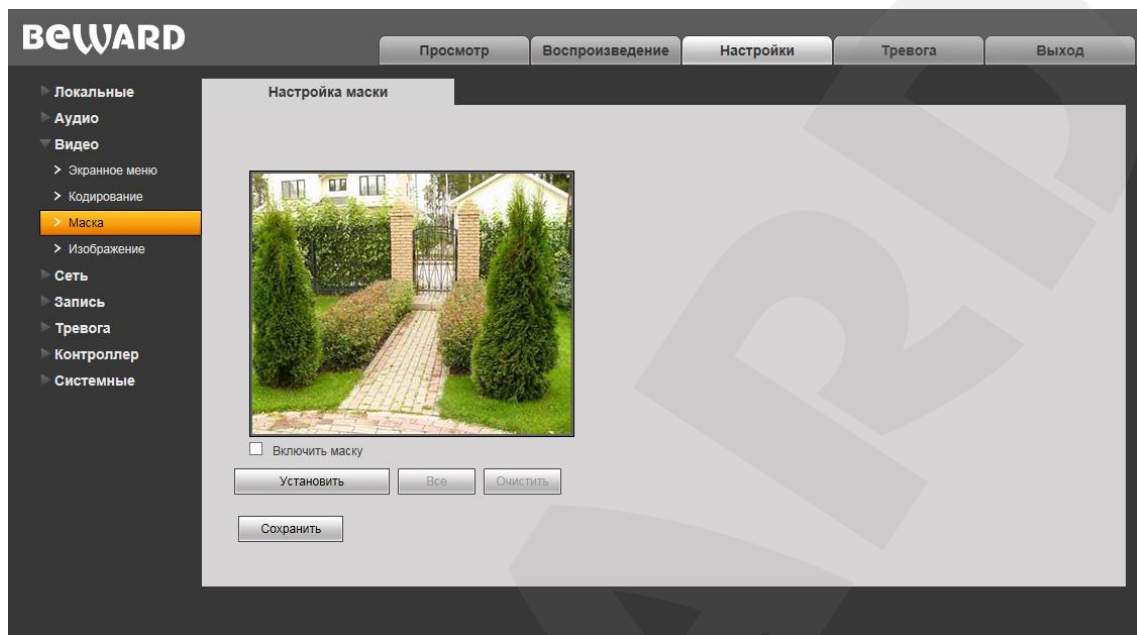 BEWARD
Просмотр
Воспроизведение
Настройки
Тревога
Выход
Локальные
Аудио
Видео
Экранное меню
Кодирование
Маска
Изображение
Сеть
Запись
Тревога
Контроллер
Системные
Настройка маски
Включить маску
Установить
Все
Очистить
Сохранить